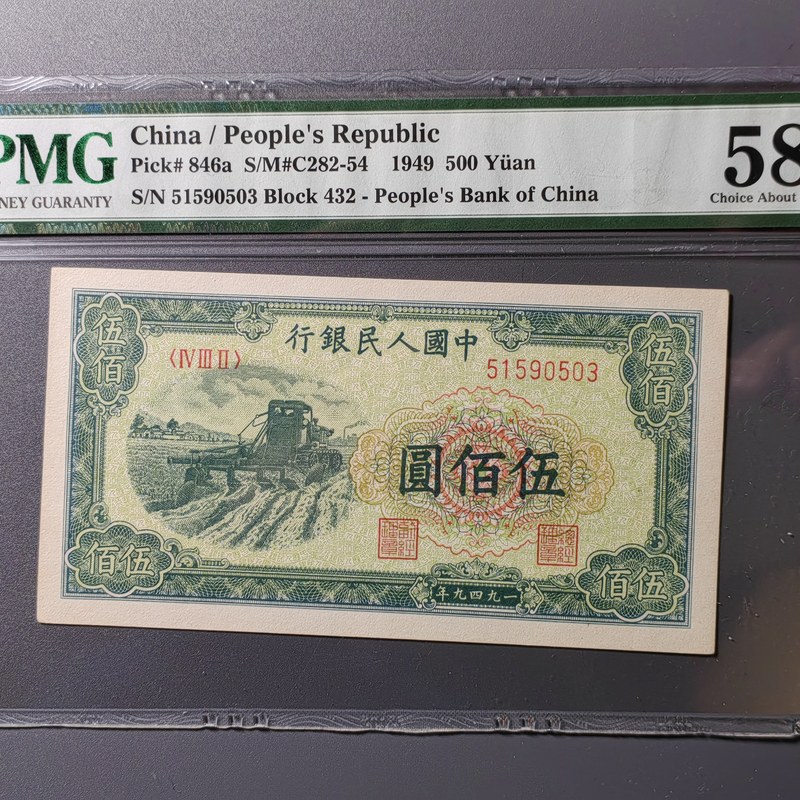 PMG
China / People's Republic
Pick# 846a S/M#C282-54 1949 500 Yüan
S/N 51590503 Block 432 - People's Bank of China
NEY GUARANTY
58
Choice About
行銀民人國中
〈IV III II〉
51590503
伍佰
伍佰
圓佰伍
佰伍
佰伍
年九四九一